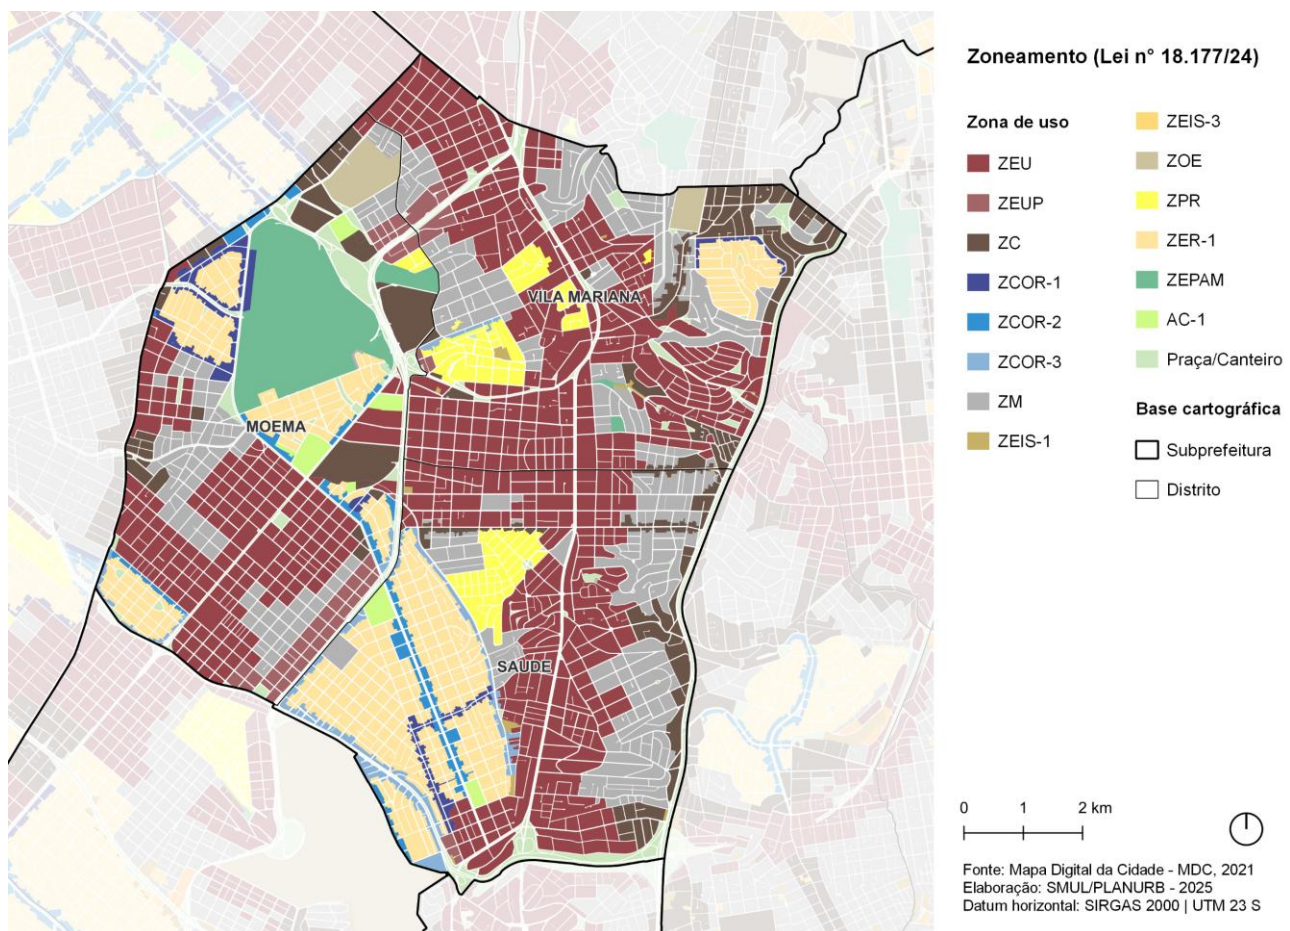 Zoneamento (Lei n° 18.177/24)
Zona de uso
ZEU
ZEUP
ZC
ZCOR-1
ZCOR-2
ZCOR-3
ZM
ZEIS-1
ZEIS-3
ZOE
ZPR
ZER-1
ZEPAM
AC-1
Praça/Canteiro
Base cartográfica
Subprefeitura
Distrito
VILA MARIANA
MOEMA
SAUDE
0 1 2 km
Fonte: Mapa Digital da Cidade - MDC, 2021
Elaboração: SMUL/PLANURB - 2025
Datum horizontal: SIRGAS 2000 | UTM 23 S